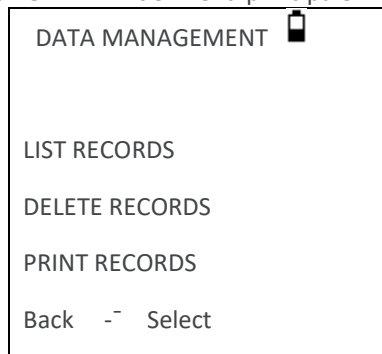 DATA MANAGEMENT
LIST RECORDS
DELETE RECORDS
PRINT RECORDS
Back -¯ Select